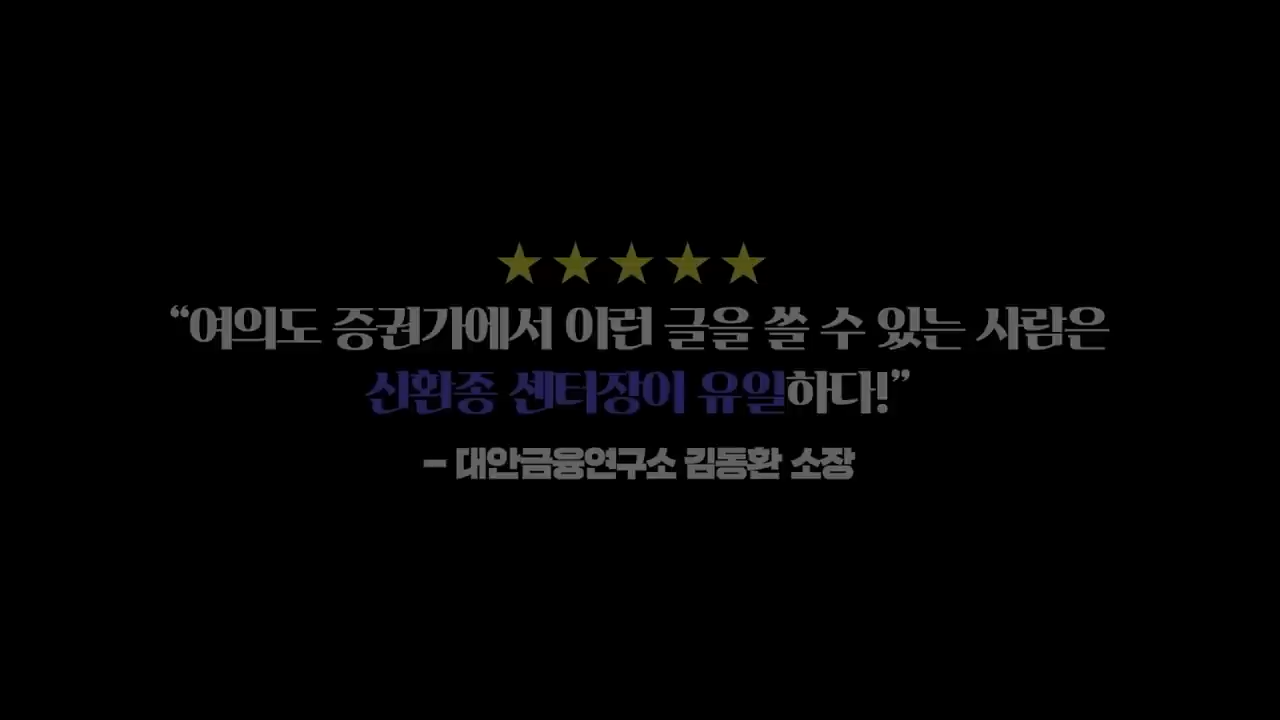 ★★★★★
“여의도 증권가에서 이런 글을 쓸 수 있는 사람은
신환종 센터장이 유일하다!”
- 대안금융연구소 김동환 소장